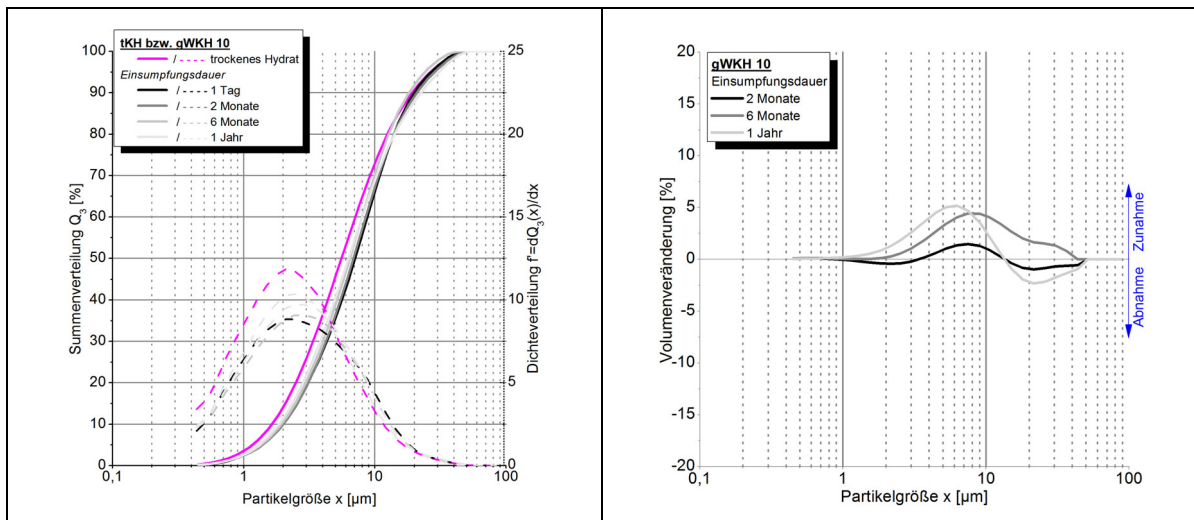 tKH bzw. gWKH 10
/ trockenes Hydrat
Einsumpfungsdauer
/ 1 Tag
/ 2 Monate
/ 6 Monate
/ 1 Jahr
Summenverteilung Q3 [%]
100
90
80
70
60
50
40
30
20
10
0
0,1
1
10
100
Partikelgröße x [µm]
25
20
15
10
5
0
Dichteverteilung f'=dQ3(x)/dx
gWKH 10
Einsumpfungsdauer
2 Monate
6 Monate
1 Jahr
Volumenveränderung [%]
20
15
10
5
0
-5
-10
-15
-20
0,1
1
10
100
Partikelgröße x [µm]
Zunahme
Abnahme